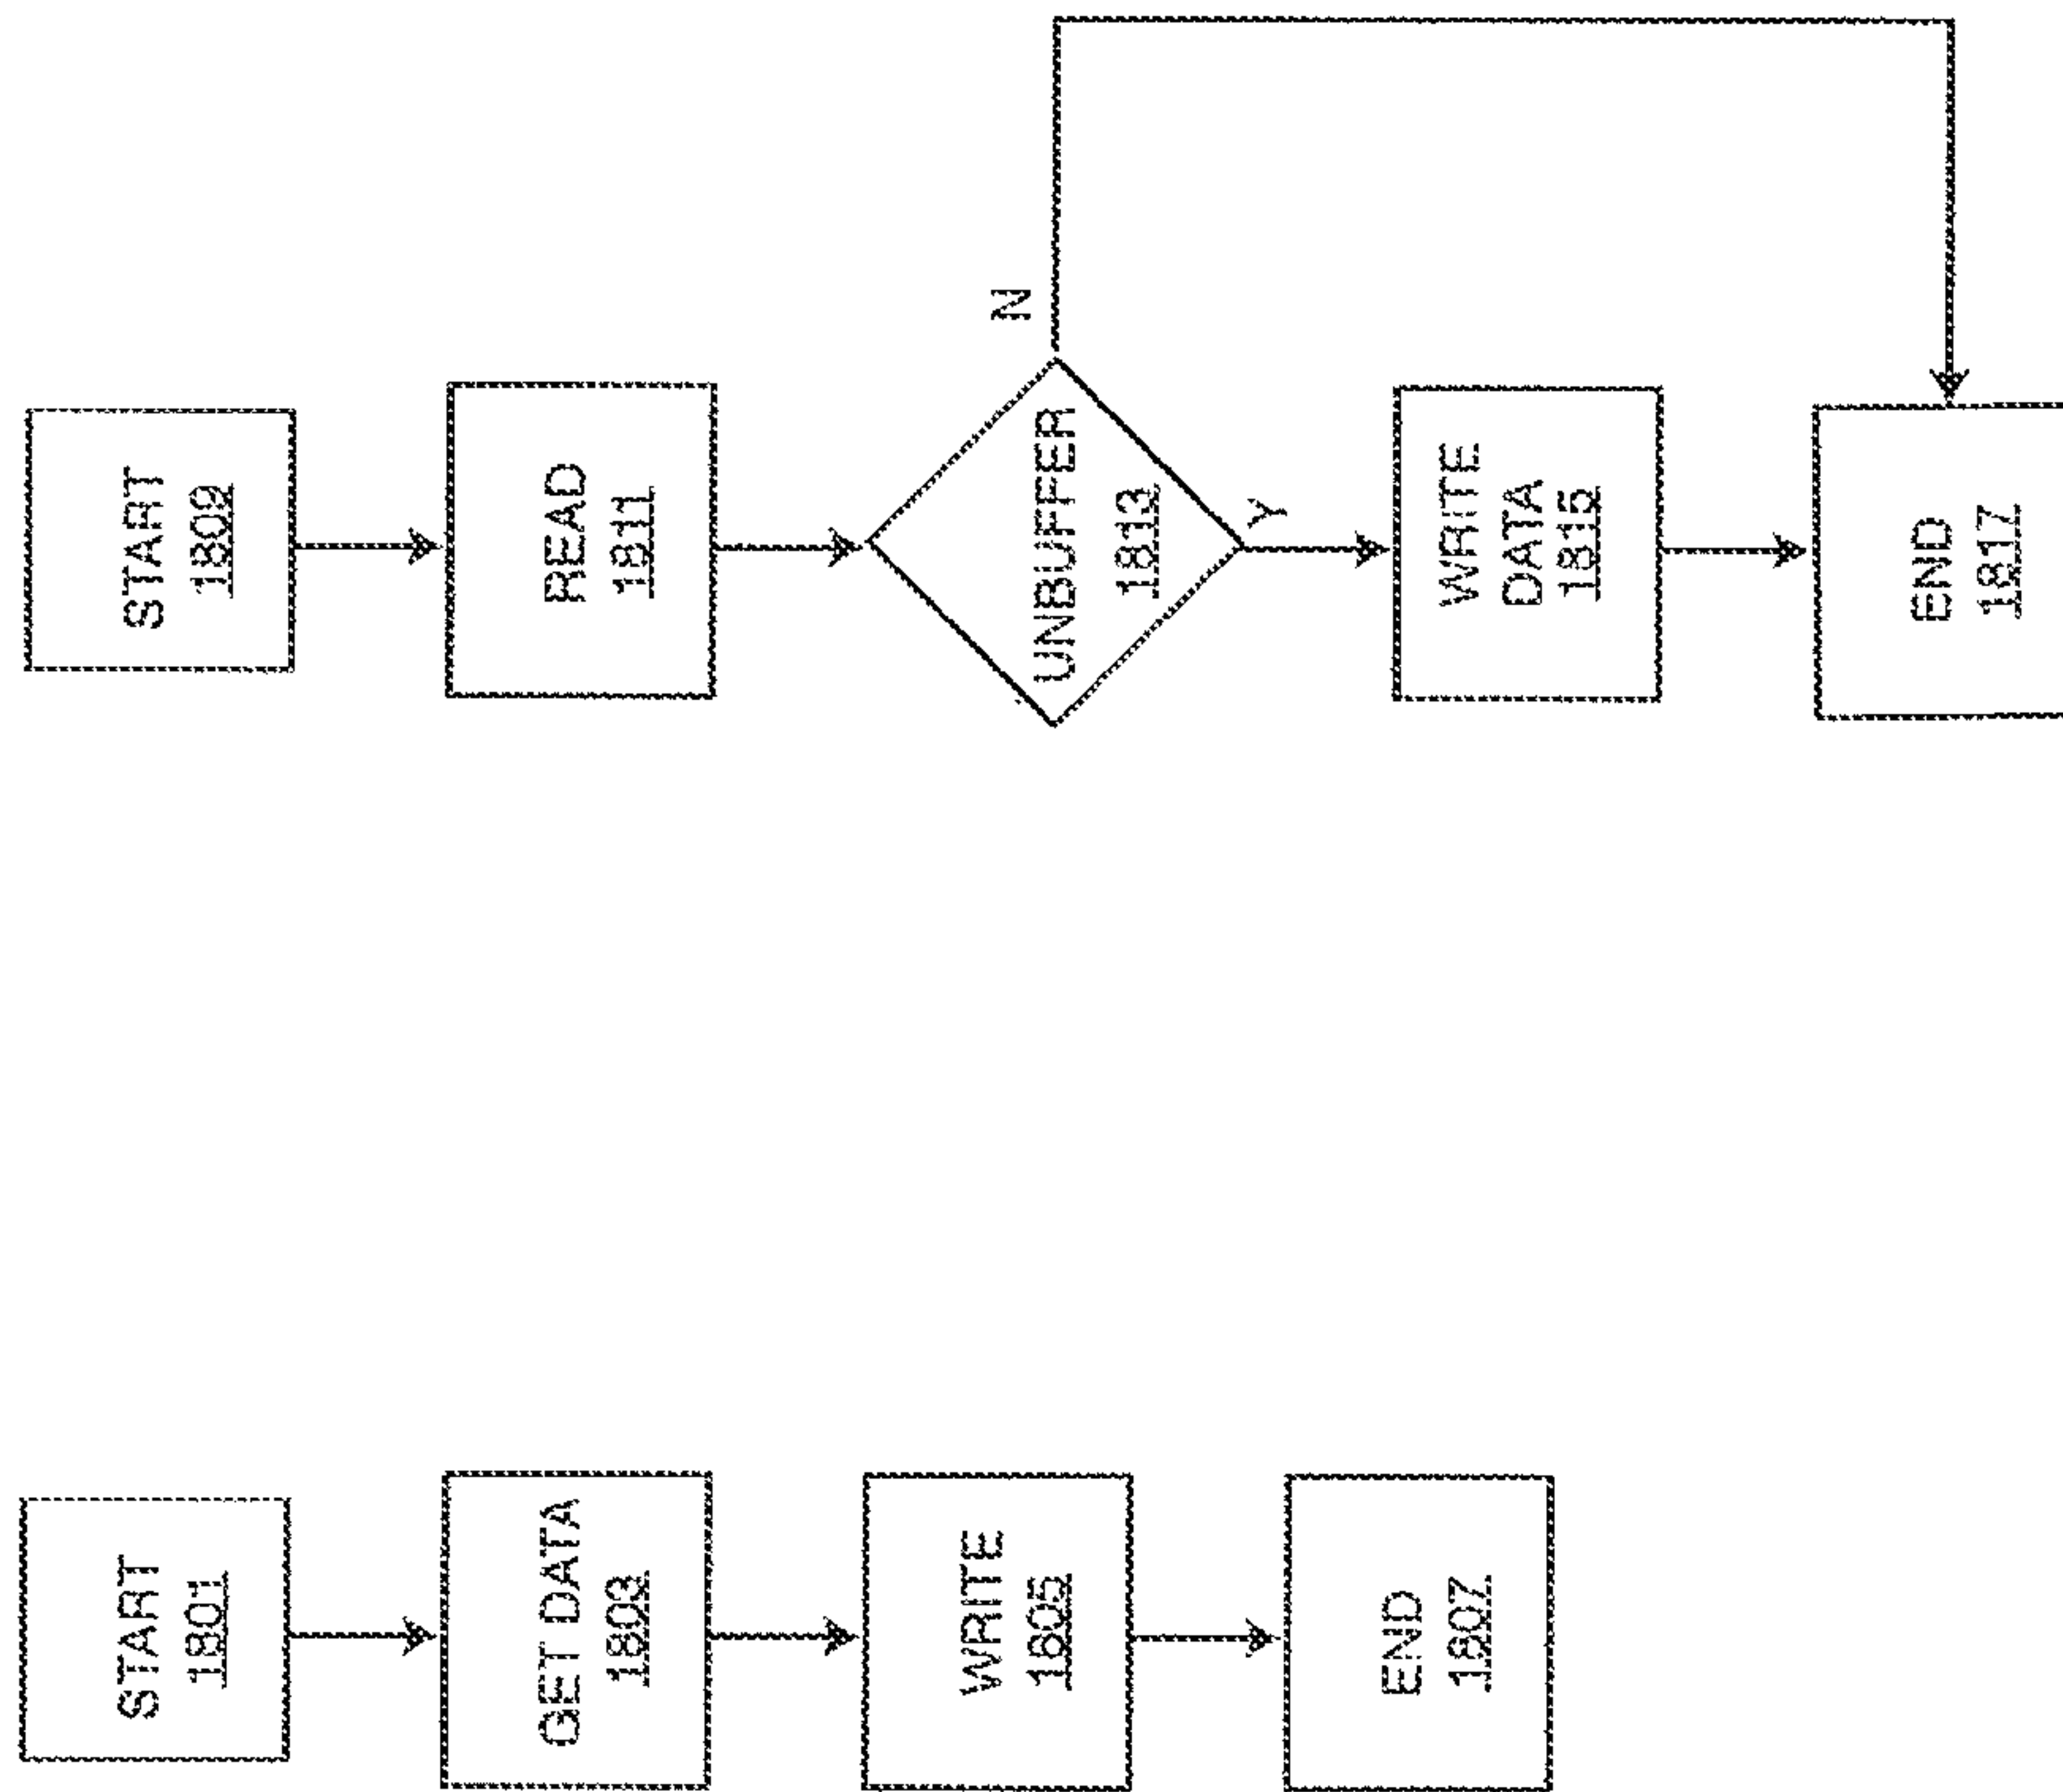 START
1801
GET DATA
1803
WRITE
1805
END
1807
START
1809
READ
1811
UNBUFFER
1813
N
Y
WRITE
DATA
1815
END
1817